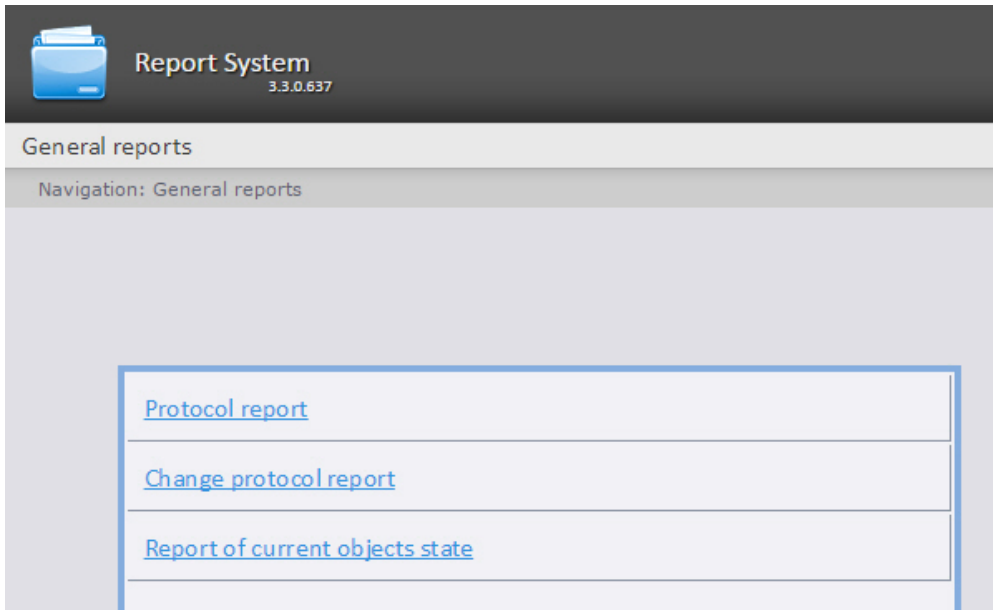 Report System
3.3.0.637
General reports
Navigation: General reports
Protocol report
Change protocol report
Report of current objects state